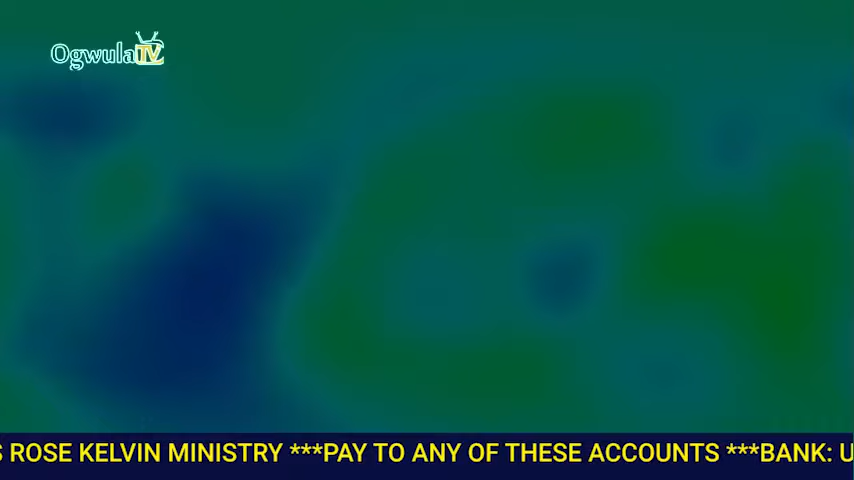 OgwulaTV
S ROSE KELVIN MINISTRY ***PAY TO ANY OF THESE ACCOUNTS ***BANK: U